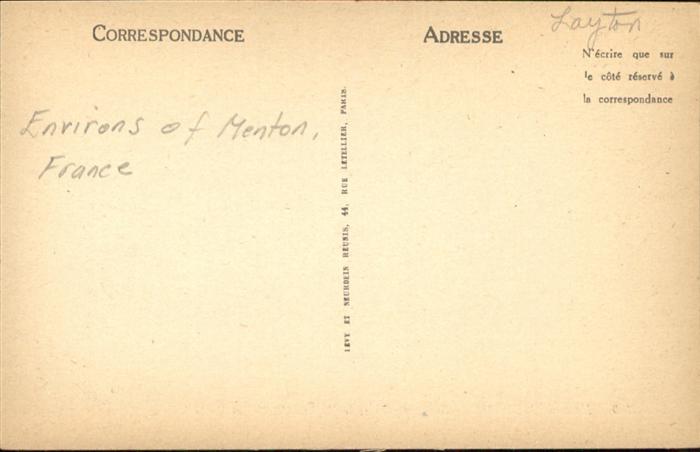 CORRESPONDANCE
ADRESSE
Layton
N'écrire que sur
le côté réservé à
la correspondance
Environs of Menton,
France
LEVY ET NEURDEIN REUNIS, 44, RUE LETELLIER, PARIS.